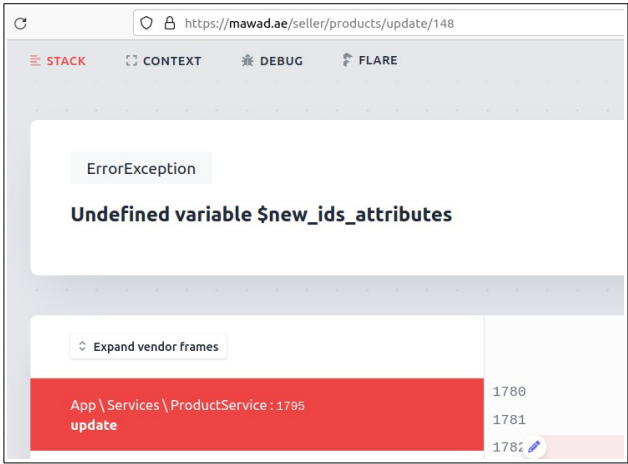 https://mawad.ae/seller/products/update/148
STACK CONTEXT DEBUG FLARE
ErrorException
Undefined variable $new_ids_attributes
Expand vendor frames
App \ Services \ ProductService : 1795
update
1780
1781
1782